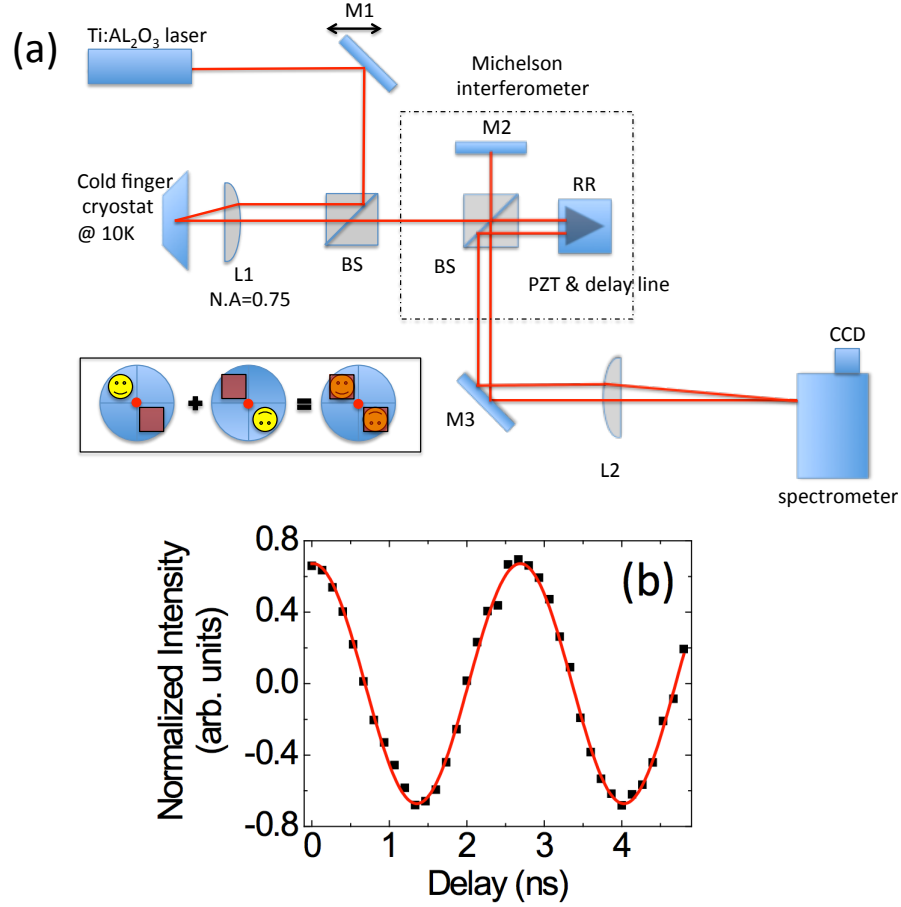 (a)
Ti:AL₂O₃ laser
M1
Michelson
interferometer
M2
RR
Cold finger
cryostat
@ 10K
L1
N.A=0.75
BS
BS
PZT & delay line
CCD
M3
L2
spectrometer
+
=
(b)
Normalized Intensity
(arb. units)
0.8
0.4
0.0
-0.4
-0.8
0 1 2 3 4
Delay (ns)